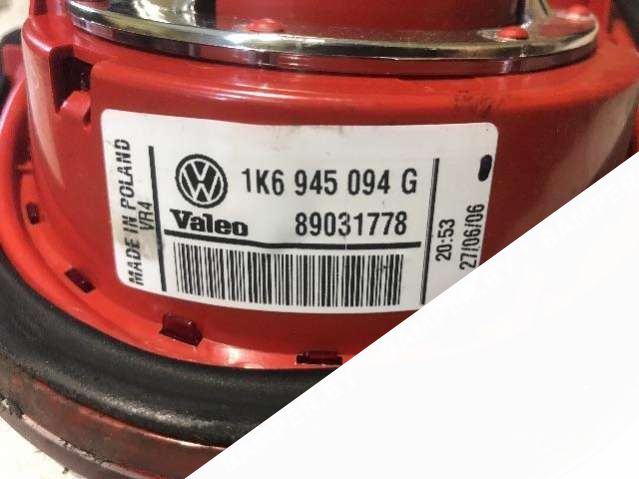 MADE IN POLAND
VR4
1K6 945 094 G
Valeo 89031778
20:53
27/06/06